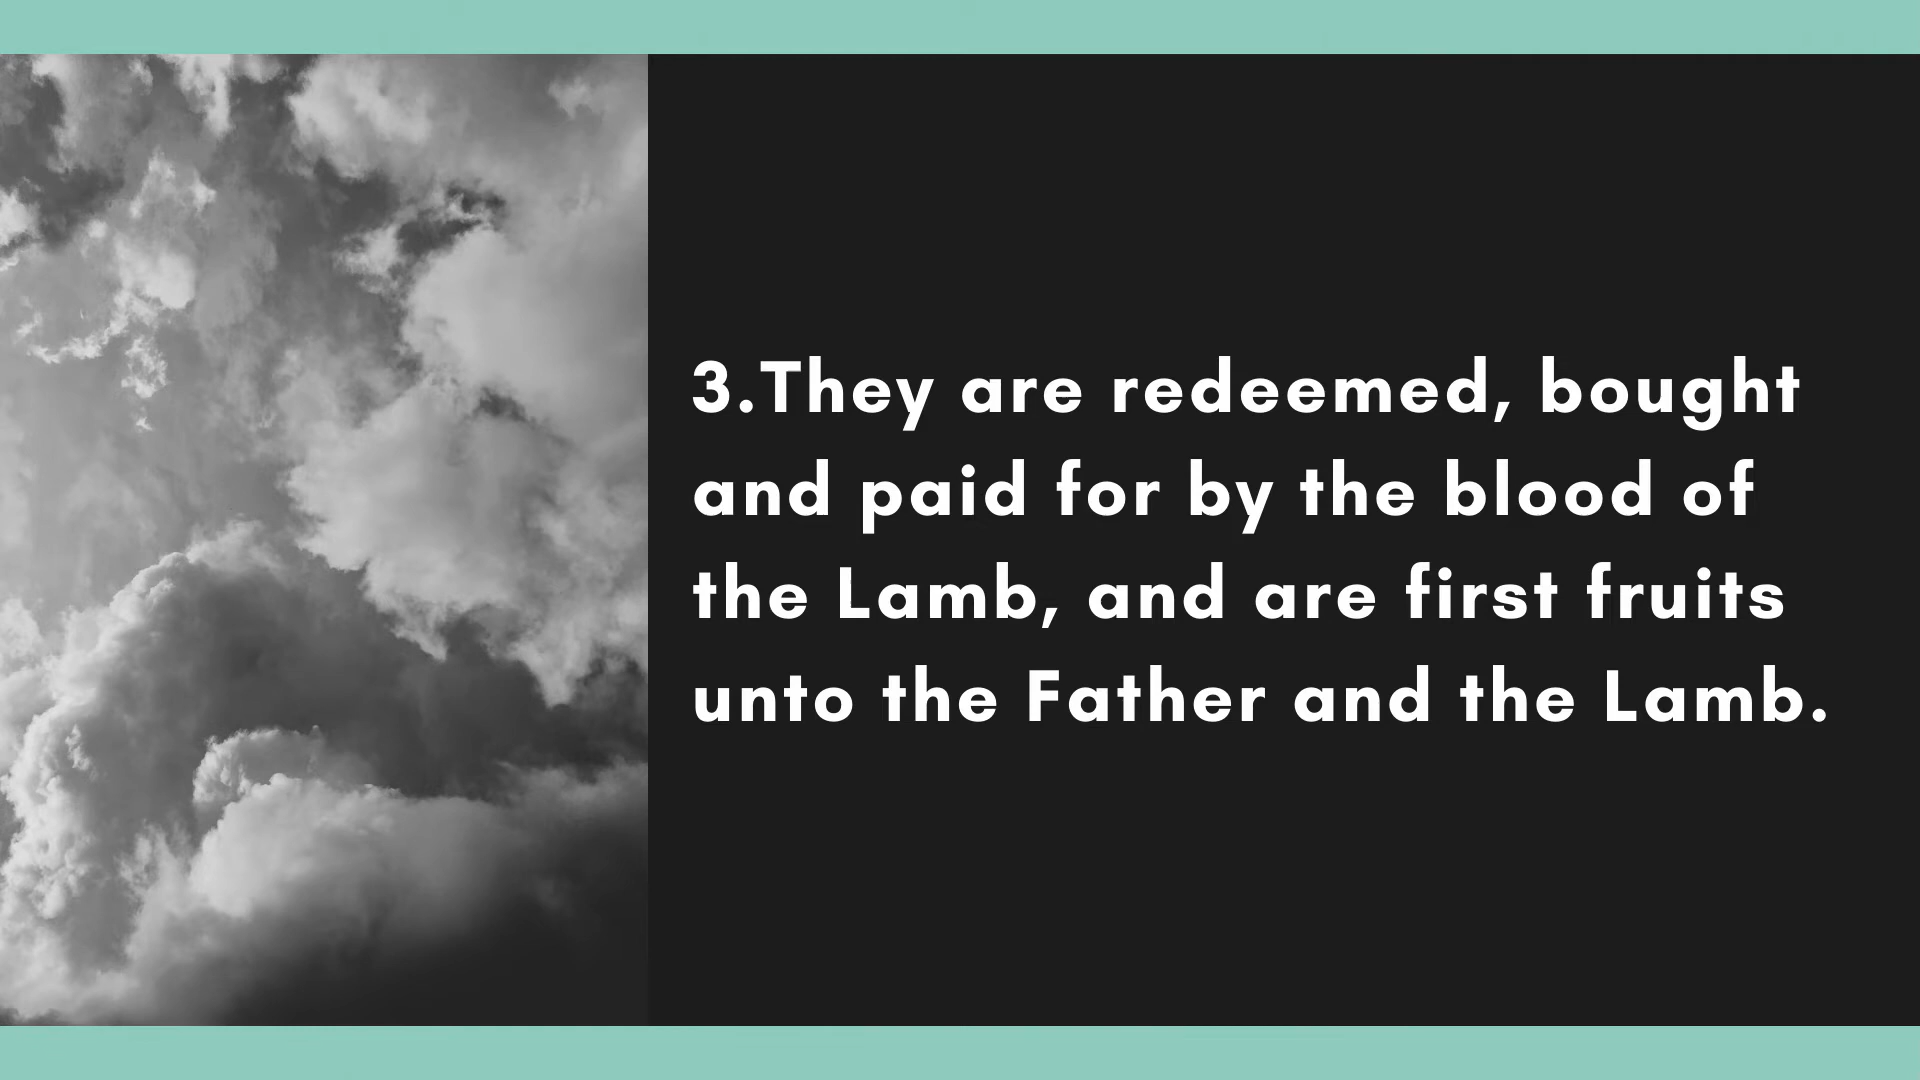 3.They are redeemed, bought
and paid for by the blood of
the Lamb, and are first fruits
unto the Father and the Lamb.